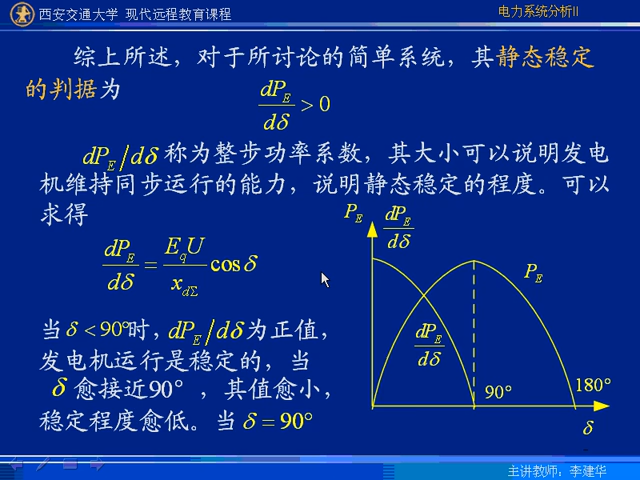 西安交通大学 现代远程教育课程
电力系统分析II
综上所述，对于所讨论的简单系统，其静态稳定
的判据为
dP_E/dδ > 0
dP_E/dδ 称为整步功率系数，其大小可以说明发电
机维持同步运行的能力，说明静态稳定的程度。可以
求得
dP_E/dδ = E_qU/x_dΣ cosδ
当 δ < 90° 时，dP_E/dδ 为正值，
发电机运行是稳定的，当
δ 愈接近90°，其值愈小，
稳定程度愈低。当 δ = 90°
P_E dP_E/dδ
P_E
dP_E/dδ
90° 180°
δ
主讲教师：李建华